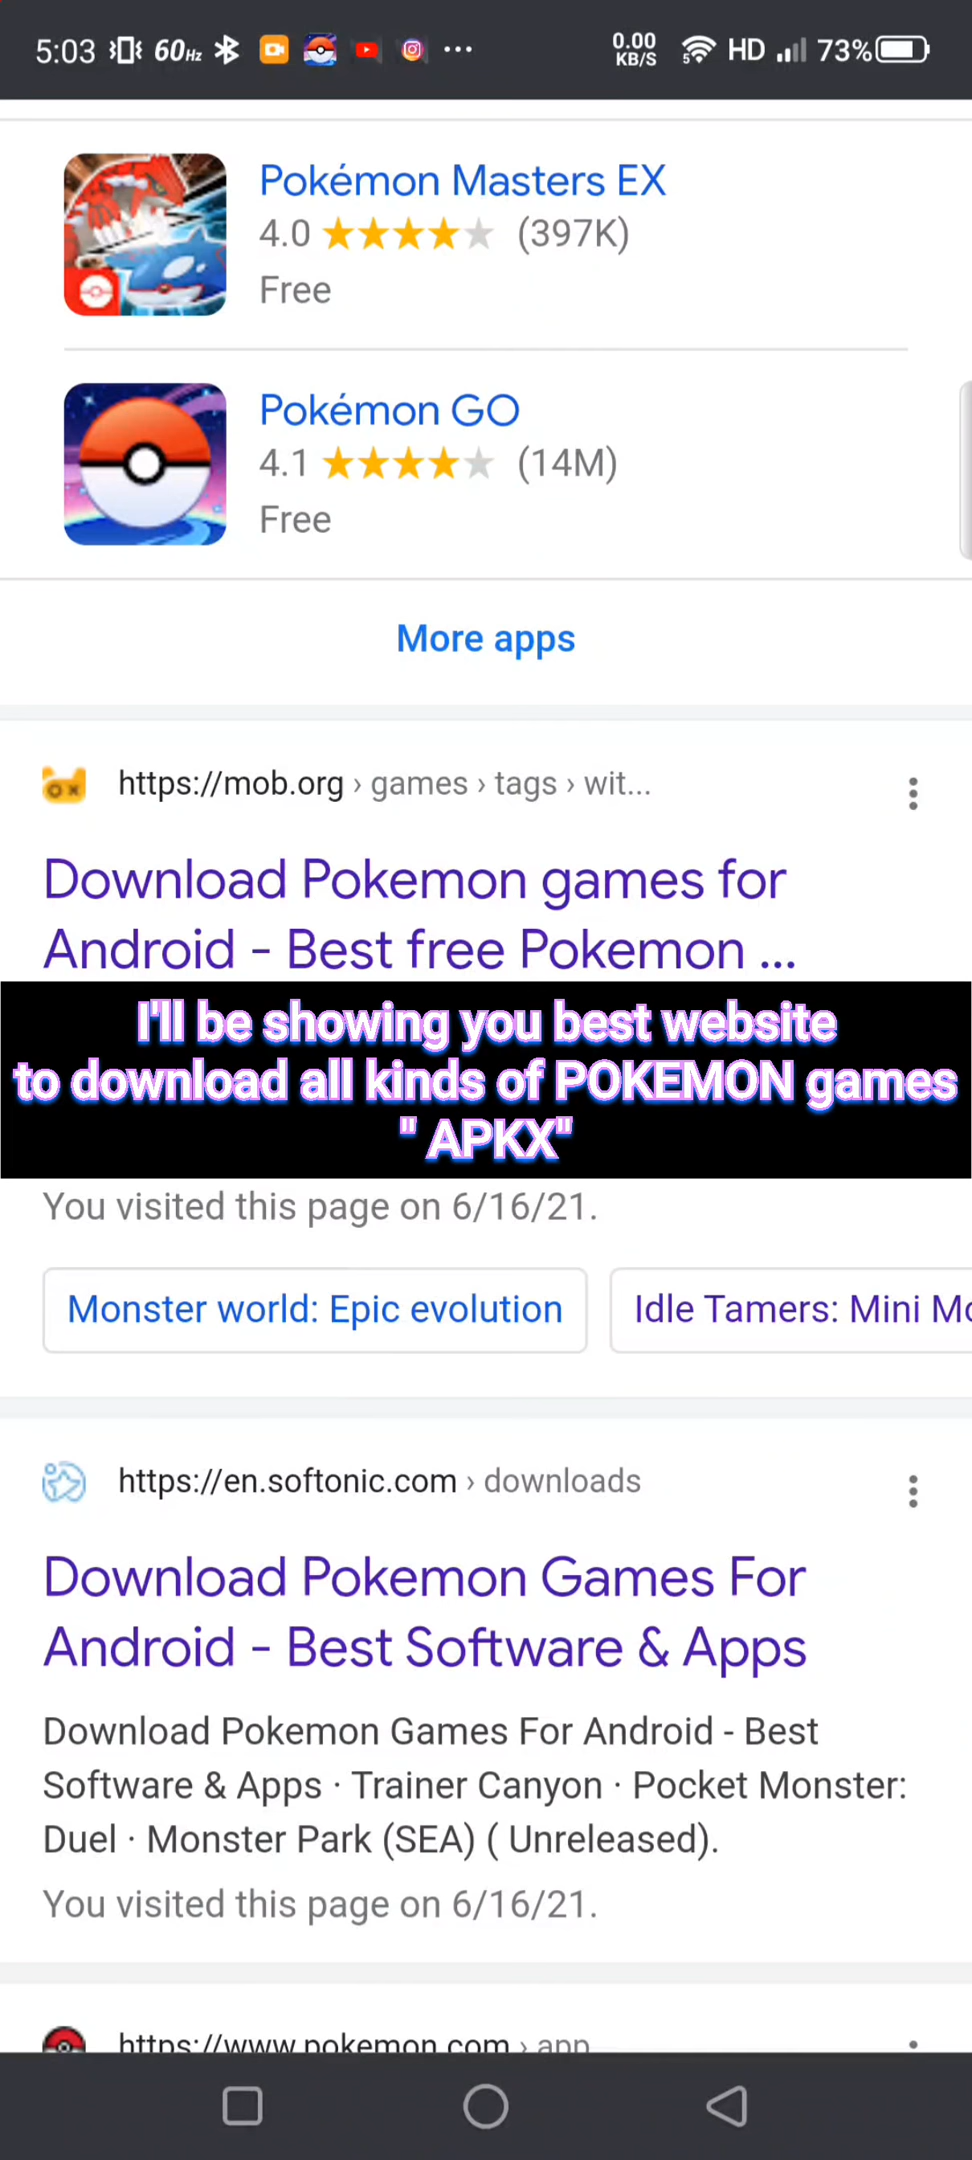 5:03 60Hz 0.00 KB/S 5 HD 73%
Pokémon Masters EX
4.0 (397K)
Free
Pokémon GO
4.1 (14M)
Free
More apps
https://mob.org › games › tags › wit...
Download Pokemon games for
Android - Best free Pokemon ...
I'll be showing you best website
to download all kinds of POKEMON games
" APKX"
You visited this page on 6/16/21.
Monster world: Epic evolution
Idle Tamers: Mini Mo
https://en.softonic.com › downloads
Download Pokemon Games For
Android - Best Software & Apps
Download Pokemon Games For Android - Best
Software & Apps · Trainer Canyon · Pocket Monster:
Duel · Monster Park (SEA) ( Unreleased).
You visited this page on 6/16/21.
https://www.pokemon.com › app